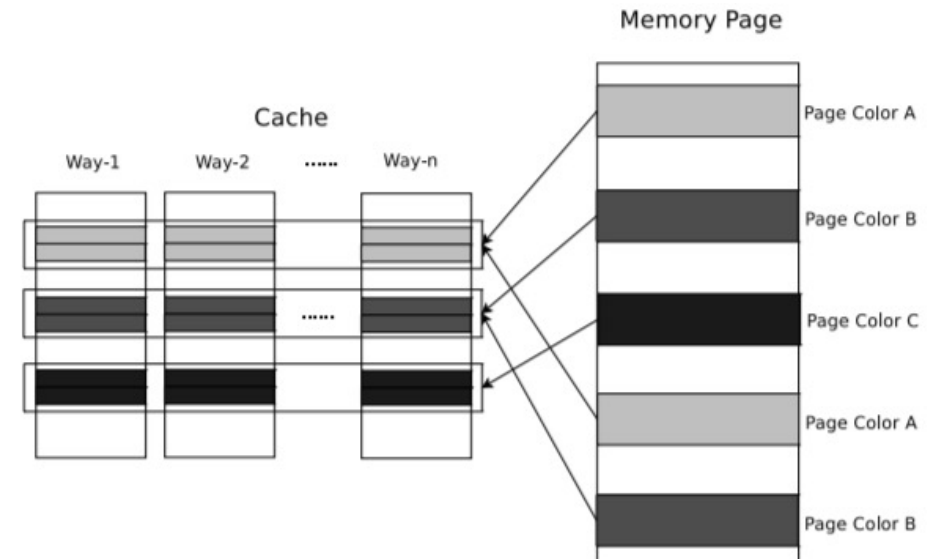 Memory Page
Cache
Way-1 Way-2 ...... Way-n
......
Page Color A
Page Color B
Page Color C
Page Color A
Page Color B